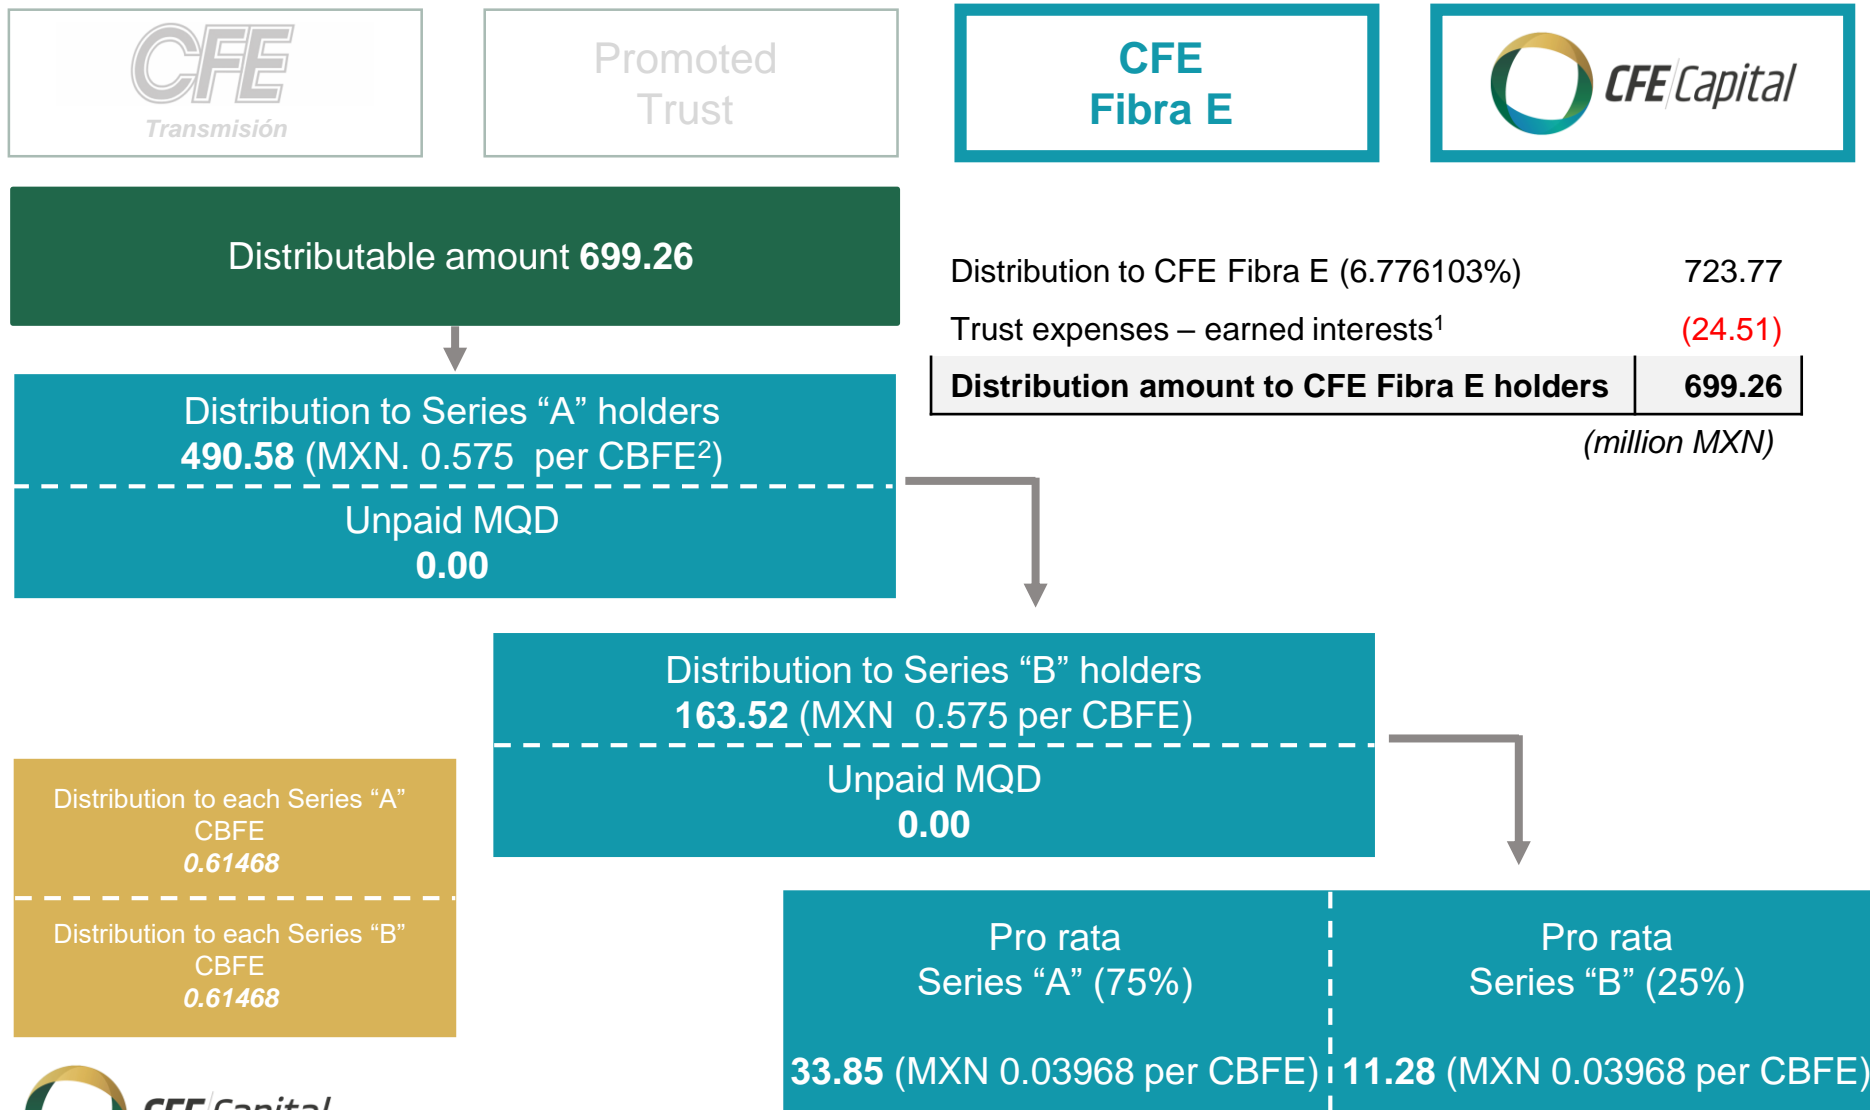 CFE
Transmisión
Promoted
Trust
CFE
Fibra E
CFE Capital
Distributable amount 699.26
Distribution to CFE Fibra E (6.776103%) 723.77
Trust expenses – earned interests¹ (24.51)
Distribution amount to CFE Fibra E holders 699.26
(million MXN)
Distribution to Series “A” holders
490.58 (MXN. 0.575 per CBFE²)
Unpaid MQD
0.00
Distribution to Series “B” holders
163.52 (MXN 0.575 per CBFE)
Unpaid MQD
0.00
Distribution to each Series “A”
CBFE
0.61468
Distribution to each Series “B”
CBFE
0.61468
Pro rata
Series “A” (75%)
33.85 (MXN 0.03968 per CBFE)
Pro rata
Series “B” (25%)
11.28 (MXN 0.03968 per CBFE)
CFE Capital